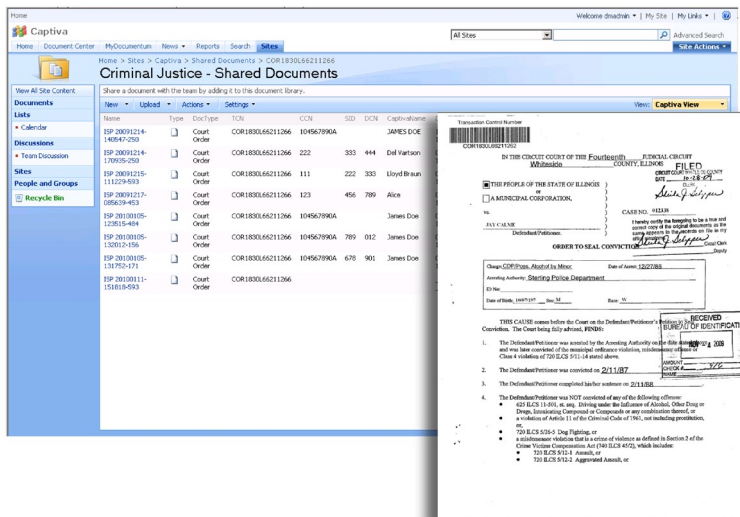 Home
Welcome dmadmin | My Site | My Links
Captiva
All Sites
Advanced Search
Home Document Center MyDocumentum News Reports Search Sites
Site Actions
Home > Sites > Captiva > Shared Documents > COR1830L66211266
Criminal Justice - Shared Documents
View All Site Content
Documents
Lists
Calendar
Discussions
Team Discussion
Sites
People and Groups
Recycle Bin
Share a document with the team by adding it to this document library.
New Upload Actions Settings View: Captiva View
Name Type DocType TCN CCN SID DCN CaptivaName
ISP 20091214-140547-250 Court Order COR1830L66211266 104567890A JAMES DOE
ISP 20091214-170935-250 Court Order COR1830L66211266 222 333 444 Del Vartson
ISP 20091215-111229-593 Court Order COR1830L66211266 111 222 333 Lloyd Braun
ISP 20091217-085639-453 Court Order COR1830L66211266 123 456 789 Alice
ISP 20100105-123515-484 Court Order COR1830L66211266 104567890A James Doe
ISP 20100105-132012-156 Court Order COR1830L66211266 104567890A 789 012 James Doe
ISP 20100105-131752-171 Court Order COR1830L66211266 104567890A 678 901 James Doe
ISP 20100111-151818-593 Court Order COR1830L66211266
Transaction Control Number
COR1830L66211262
IN THE CIRCUIT COURT OF THE Fourteenth JUDICIAL CIRCUIT
Whiteside COUNTY, ILLINOIS
FILED
DATE 10-28-09
CLERK
THE PEOPLE OF THE STATE OF ILLINOIS
or
A MUNICIPAL CORPORATION,
vs.
CASE NO. 012338
JAY CALME
Defendant/Petitioner.
I hereby certify the foregoing to be a true and
correct copy of the original documents as the
same appears in the records on file in my
Circuit Clerk
Deputy
ORDER TO SEAL CONVICTION
Charge: CDP/Poss. Alcohol by Minor Date of Arrest: 12/27/86
Arresting Authority: Sterling Police Department
ID No:
Date of Birth: Sex: M Race: W
THIS CAUSE comes before the Court on the Defendant/Petitioner's Petition to Seal
Conviction. The Court being fully advised, FINDS:
RECEIVED
BUREAU OF IDENTIFICATI
AMOUNT
CHECK #
NAME
1. The Defendant/Petitioner was arrested by the Arresting Authority on the date stated
and was later convicted of the municipal ordinance violation, misdemeanor offense or
Class 4 violation of 720 ILCS 5/11-14 stated above.
2. The Defendant/Petitioner was convicted on 2/11/87
3. The Defendant/Petitioner completed his/her sentence on 2/11/88
4. The Defendant/Petitioner was NOT convicted of any of the following offenses:
625 ILCS 11-501, et. seq. Driving under the Influence of Alcohol, Other Drug or
Drugs, Intoxicating Compound or Compounds or any combination thereof, or
a violation of Article 11 of the Criminal Code of 1961, not including prostitution,
or,
720 ILCS 5/26-5 Dog Fighting, or
a misdemeanor violation that is a crime of violence as defined in Section 2 of the
Crime Victims Compensation Act (740 ILCS 45/2), which includes:
720 ILCS 5/12-1 Assault, or
720 ILCS 5/12-2 Aggravated Assault, or